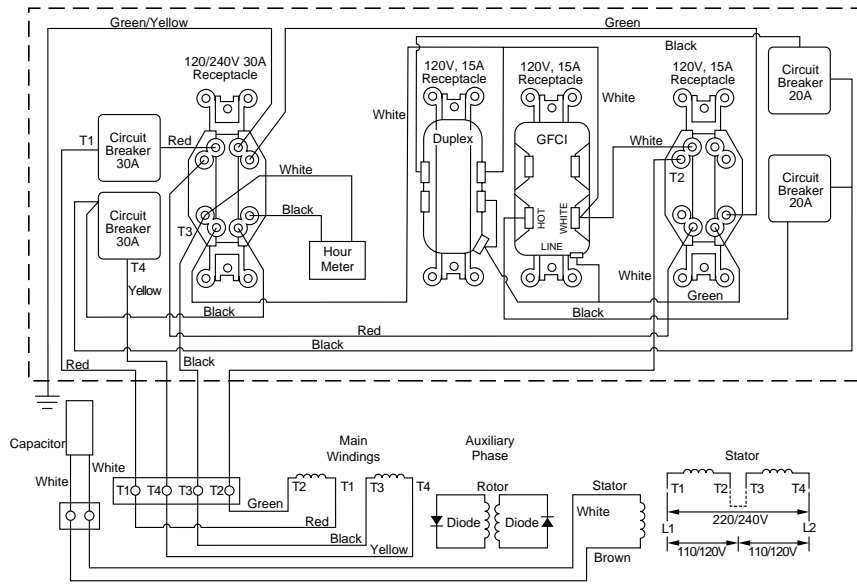 Green/Yellow
Green
Black
120/240V 30A
Receptacle
120V, 15A
Receptacle
120V, 15A
Receptacle
120V, 15A
Receptacle
Circuit
Breaker
20A
White
White
T1
Circuit
Breaker
30A
Red
Duplex
GFCI
White
T2
White
Circuit
Breaker
20A
Circuit
Breaker
30A
T3
Black
HOT
WHITE
LINE
Hour
Meter
T4
Yellow
White
Green
Black
Black
Red
Black
Black
Red
Capacitor
White
White
Main
Windings
Auxiliary
Phase
Stator
T1
T4
T3
T2
T2
T1
T3
T4
Green
Red
Black
Yellow
Rotor
Diode
Diode
Stator
White
Brown
T1
T2
T3
T4
220/240V
L1
L2
110/120V
110/120V